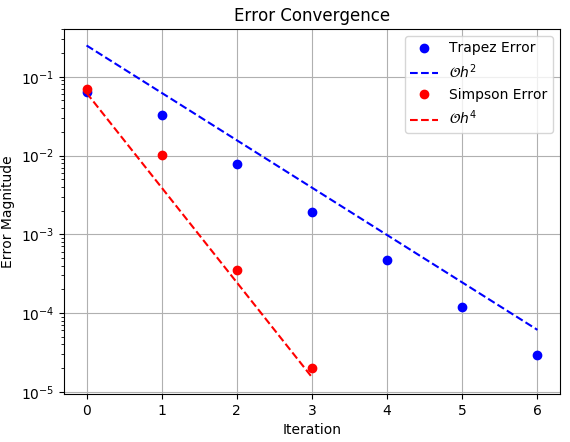 Error Convergence
Error Magnitude
10⁻¹
10⁻²
10⁻³
10⁻⁴
10⁻⁵
Trapez Error
𝒪h²
Simpson Error
𝒪h⁴
0 1 2 3 4 5 6
Iteration